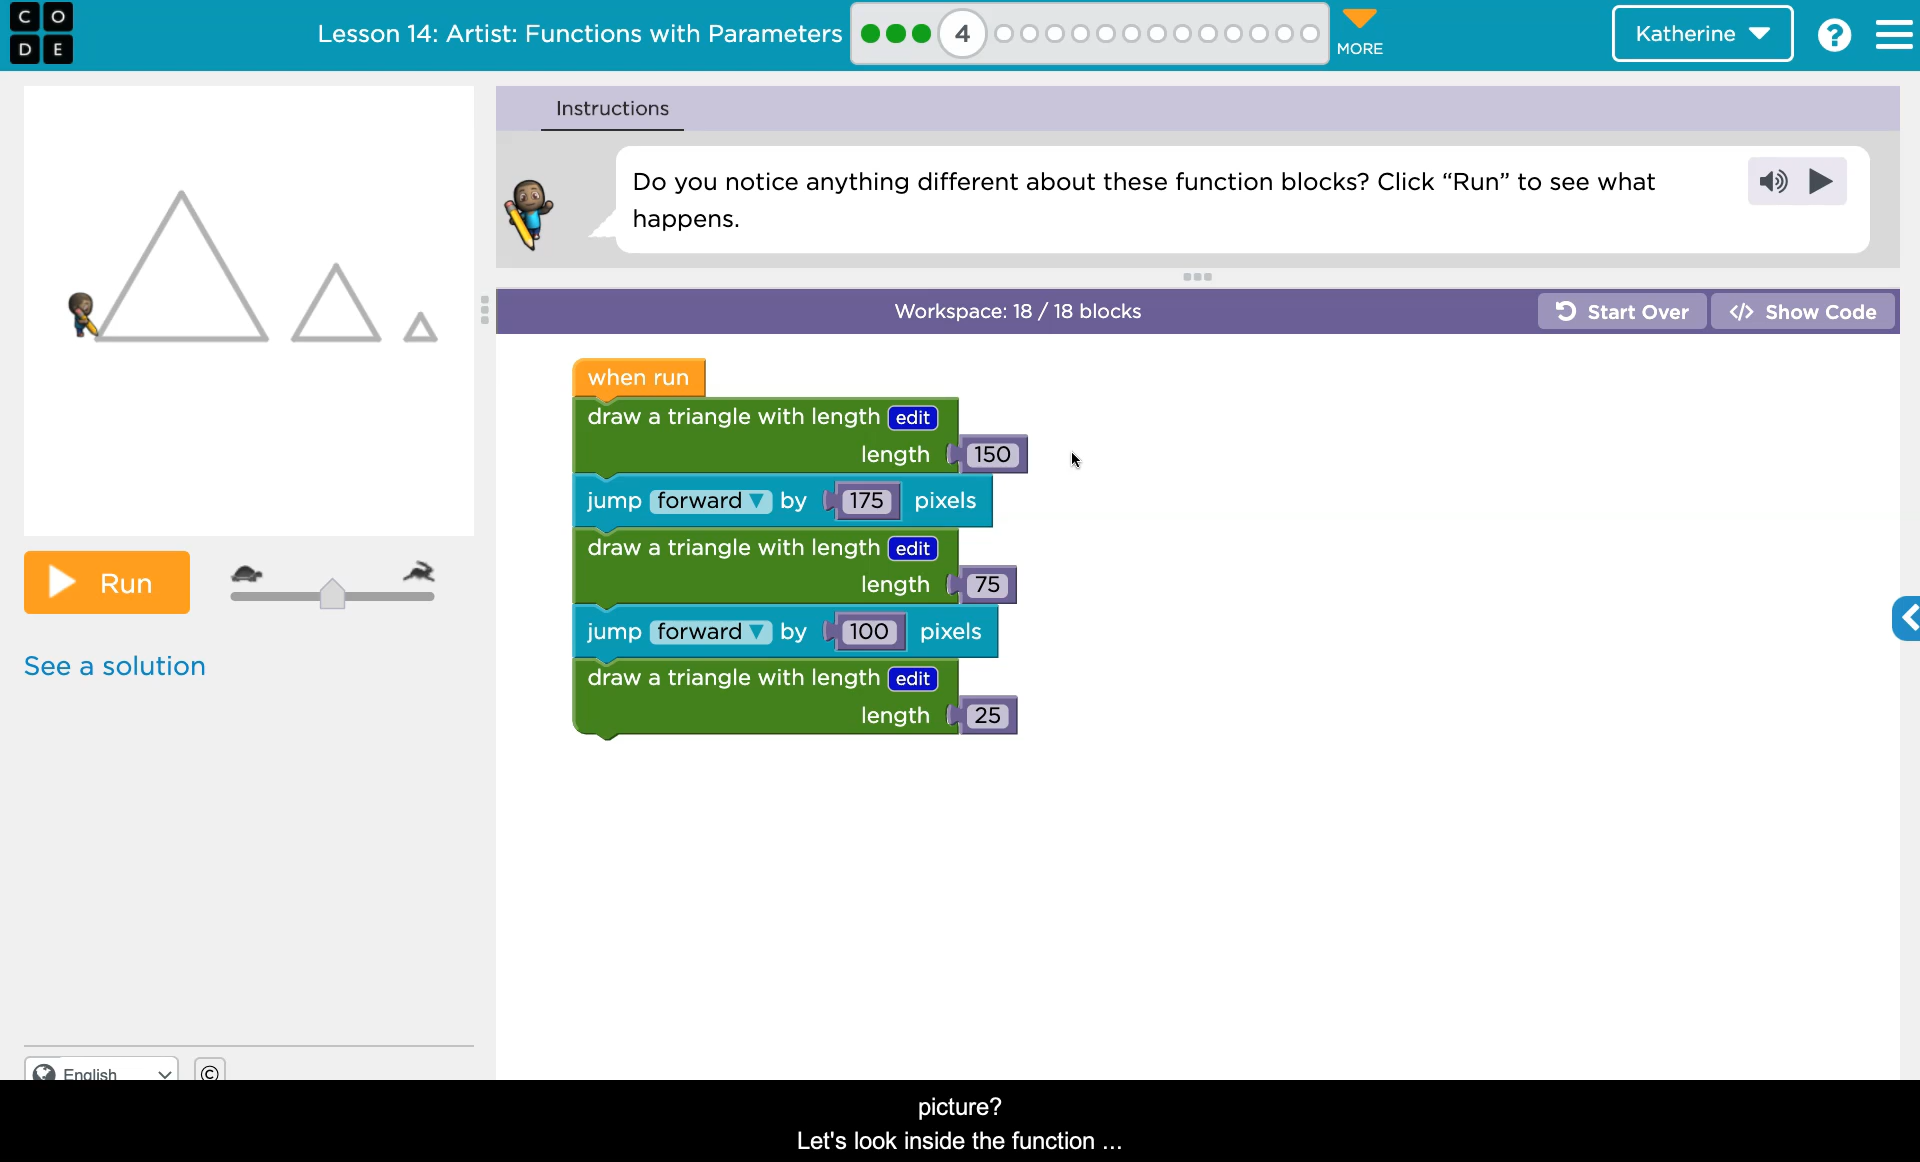 C O
D E
Lesson 14: Artist: Functions with Parameters
4
MORE
Katherine
?
Instructions
Do you notice anything different about these function blocks? Click “Run” to see what
happens.
Workspace: 18 / 18 blocks
Start Over
</> Show Code
when run
draw a triangle with length edit
length 150
jump forward by 175 pixels
draw a triangle with length edit
length 75
jump forward by 100 pixels
draw a triangle with length edit
length 25
Run
See a solution
English
©
picture?
Let's look inside the function ...